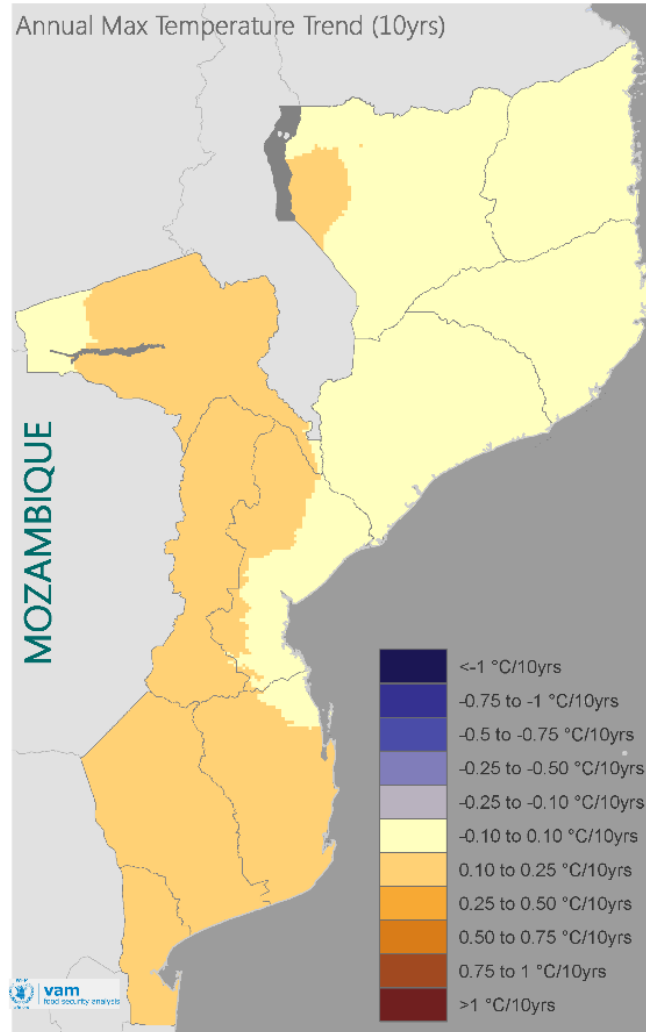 Annual Max Temperature Trend (10yrs)
MOZAMBIQUE
<-1 °C/10yrs
-0.75 to -1 °C/10yrs
-0.5 to -0.75 °C/10yrs
-0.25 to -0.50 °C/10yrs
-0.25 to -0.10 °C/10yrs
-0.10 to 0.10 °C/10yrs
0.10 to 0.25 °C/10yrs
0.25 to 0.50 °C/10yrs
0.50 to 0.75 °C/10yrs
0.75 to 1 °C/10yrs
>1 °C/10yrs
vam
food security analysis